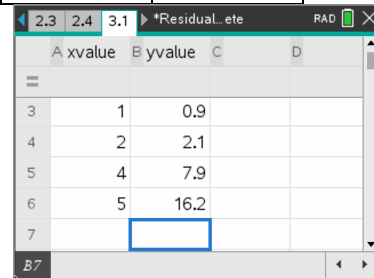 2.3 2.4 3.1 *Residual...ete RAD
A xvalue B yvalue C D
=
3 1 0.9
4 2 2.1
5 4 7.9
6 5 16.2
7
B7